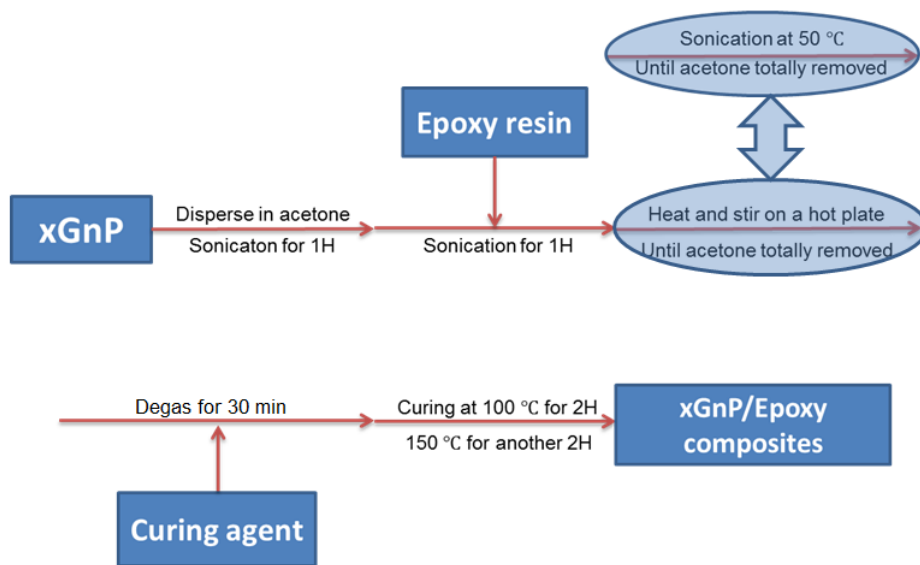 Sonication at 50 ℃
Until acetone totally removed
Epoxy resin
xGnP
Disperse in acetone
Sonicaton for 1H
Sonication for 1H
Heat and stir on a hot plate
Until acetone totally removed
Degas for 30 min
Curing agent
Curing at 100 ℃ for 2H
150 ℃ for another 2H
xGnP/Epoxy
composites